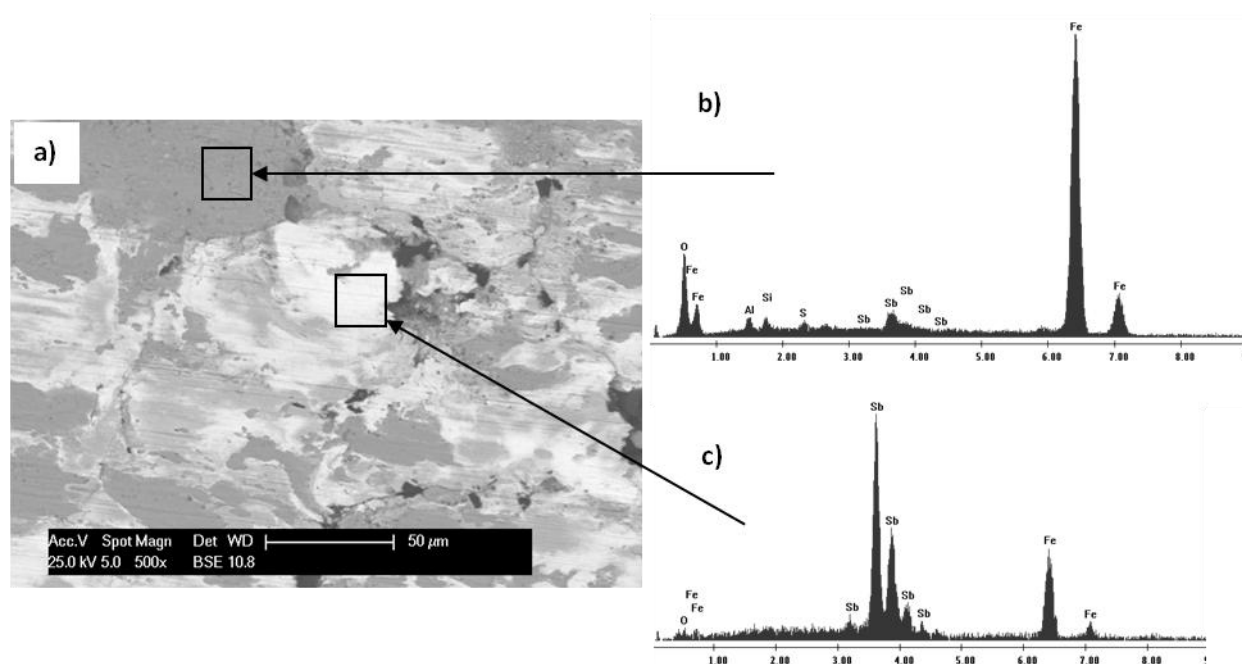 a)
Acc.V Spot Magn Det WD 50 µm
25.0 kV 5.0 500x BSE 10.8
b)
Fe
O
Fe
Fe
Al
Si
S
Sb
Sb
Sb
Sb
Sb
Fe
1.00 2.00 3.00 4.00 5.00 6.00 7.00 8.00
c)
Sb
Sb
Fe
Fe
Fe
O
Sb
Sb
Sb
Fe
1.00 2.00 3.00 4.00 5.00 6.00 7.00 8.00